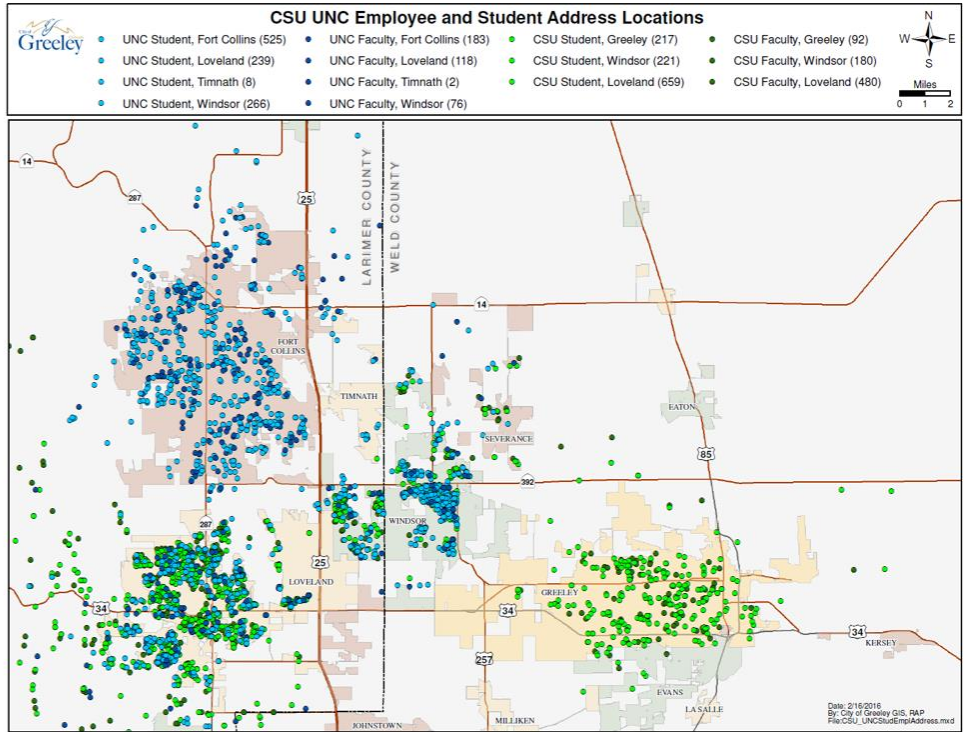 CSU UNC Employee and Student Address Locations
City of
Greeley
UNC Student, Fort Collins (525)
UNC Student, Loveland (239)
UNC Student, Timnath (8)
UNC Student, Windsor (266)
UNC Faculty, Fort Collins (183)
UNC Faculty, Loveland (118)
UNC Faculty, Timnath (2)
UNC Faculty, Windsor (76)
CSU Student, Greeley (217)
CSU Student, Windsor (221)
CSU Student, Loveland (659)
CSU Faculty, Greeley (92)
CSU Faculty, Windsor (180)
CSU Faculty, Loveland (480)
N
W E
S
Miles
0 1 2
LARIMER COUNTY
WELD COUNTY
14
287
25
14
FORT
COLLINS
TIMNATH
EATON
SEVERANCE
85
392
WINDSOR
287
25
LOVELAND
GREELEY
34
34
34
KERSEY
257
EVANS
LA SALLE
MILLIKEN
JOHNSTOWN
Date: 2/16/2016
By: City of Greeley GIS, RAP
File:CSU_UNCStudEmplAddress.mxd